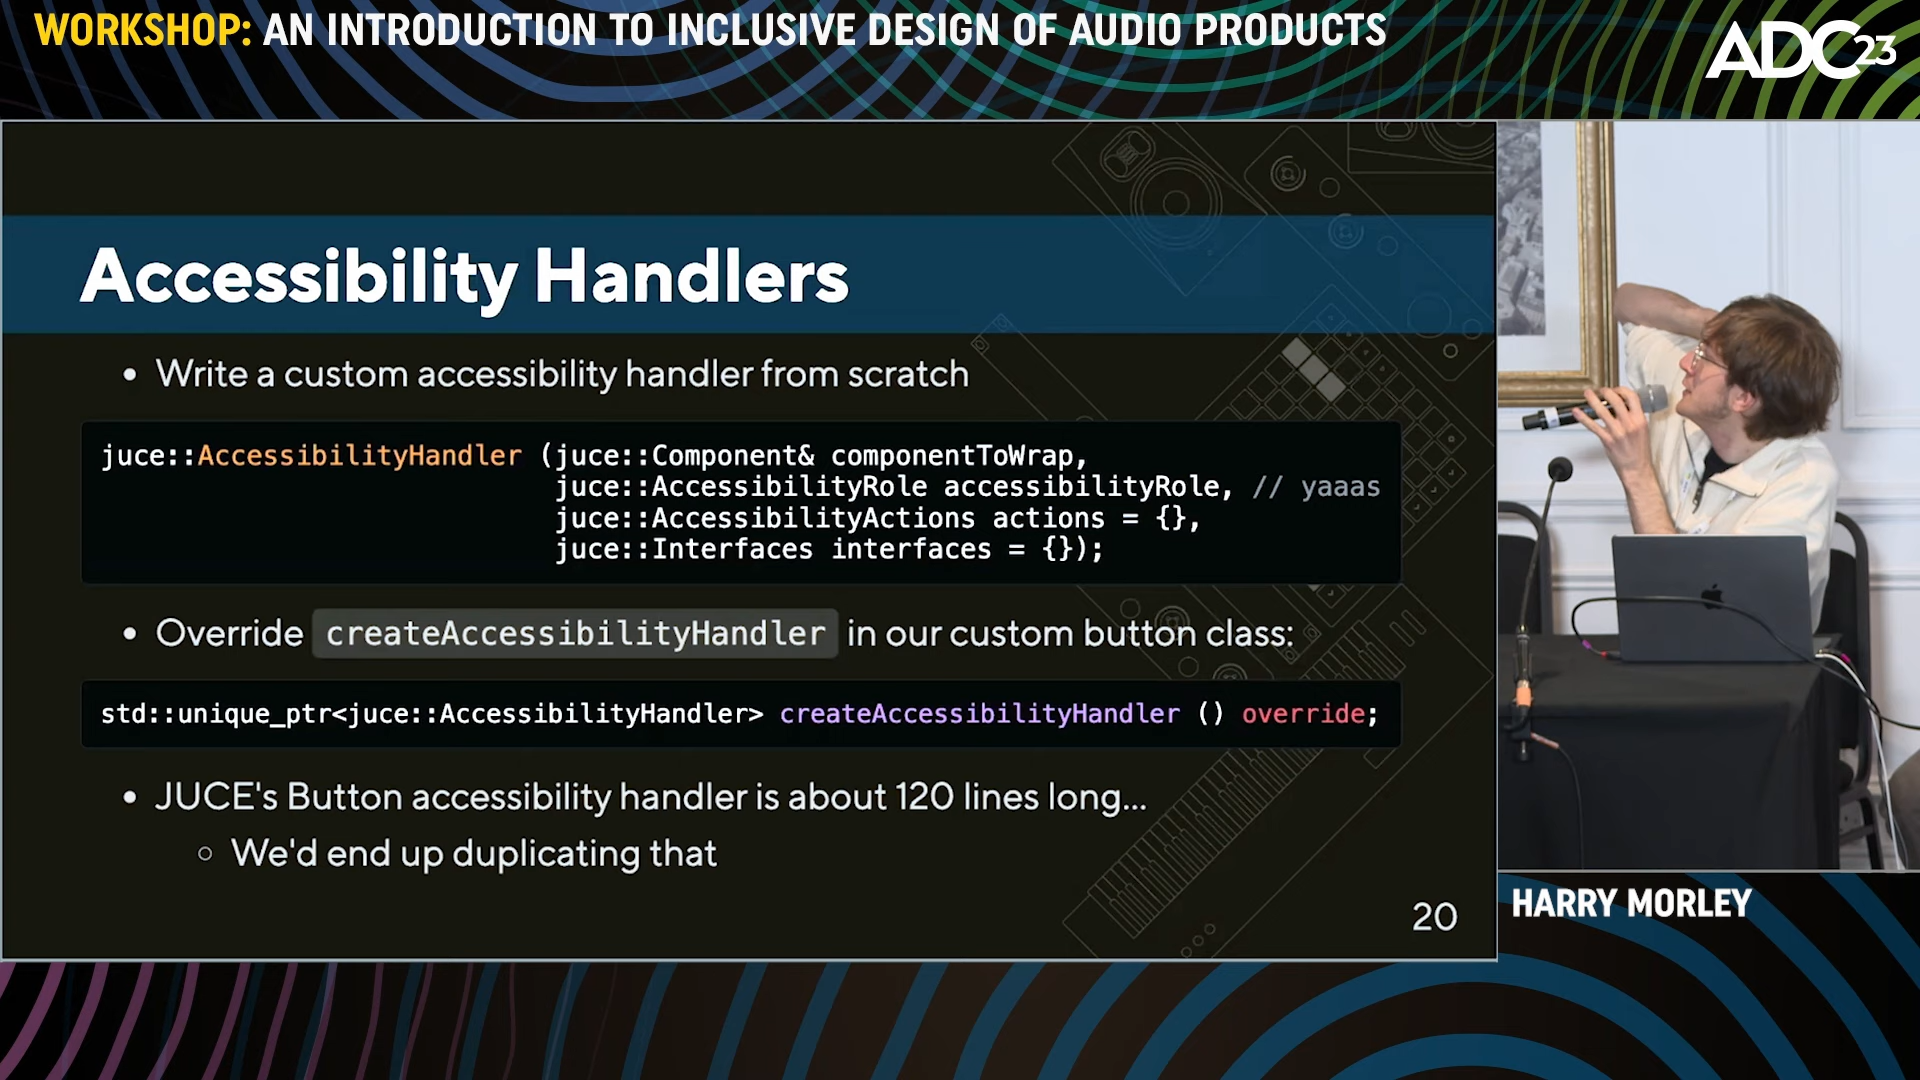 WORKSHOP: AN INTRODUCTION TO INCLUSIVE DESIGN OF AUDIO PRODUCTS
ADC23
Accessibility Handlers
• Write a custom accessibility handler from scratch
juce::AccessibilityHandler (juce::Component& componentToWrap,
juce::AccessibilityRole accessibilityRole, // yaaas
juce::AccessibilityActions actions = {},
juce::Interfaces interfaces = {});
• Override createAccessibilityHandler in our custom button class:
std::unique_ptr<juce::AccessibilityHandler> createAccessibilityHandler () override;
• JUCE's Button accessibility handler is about 120 lines long...
○ We'd end up duplicating that
20
HARRY MORLEY